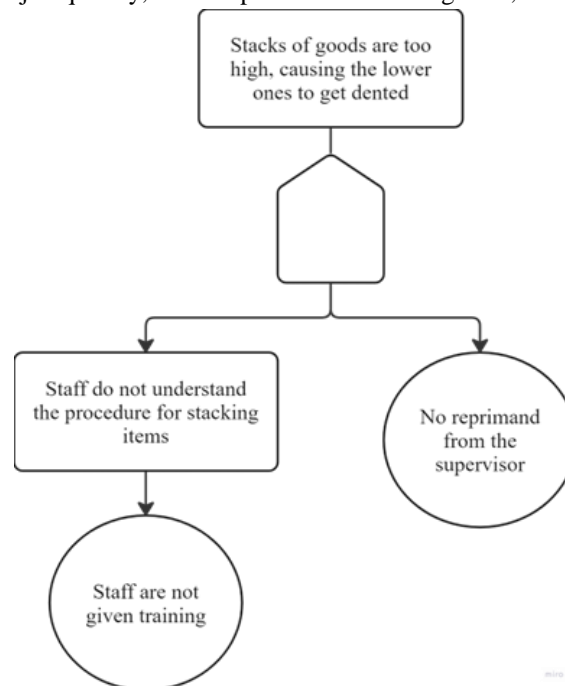 Stacks of goods are too
high, causing the lower
ones to get dented
Staff do not understand
the procedure for stacking
items
No reprimand
from the
supervisor
Staff are not
given training
miro